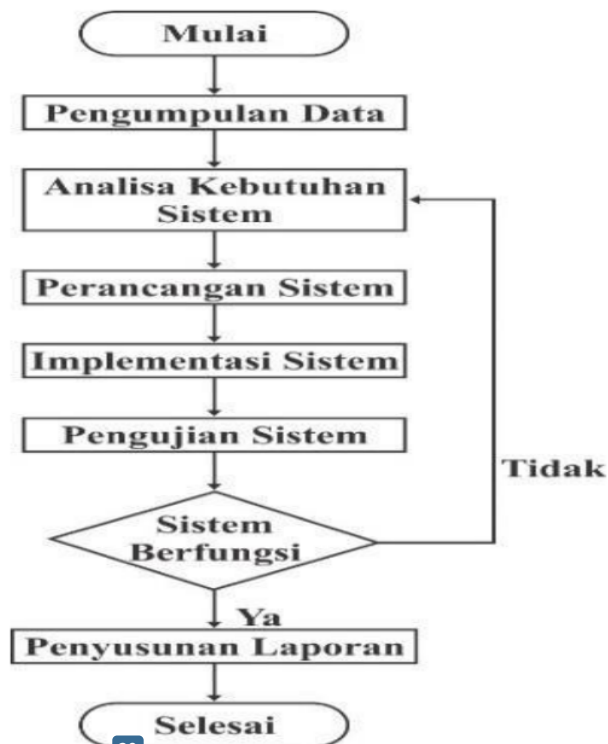 Mulai
Pengumpulan Data
Analisa Kebutuhan
Sistem
Perancangan Sistem
Implementasi Sistem
Pengujian Sistem
Tidak
Sistem
Berfungsi
Ya
Penyusunan Laporan
Selesai